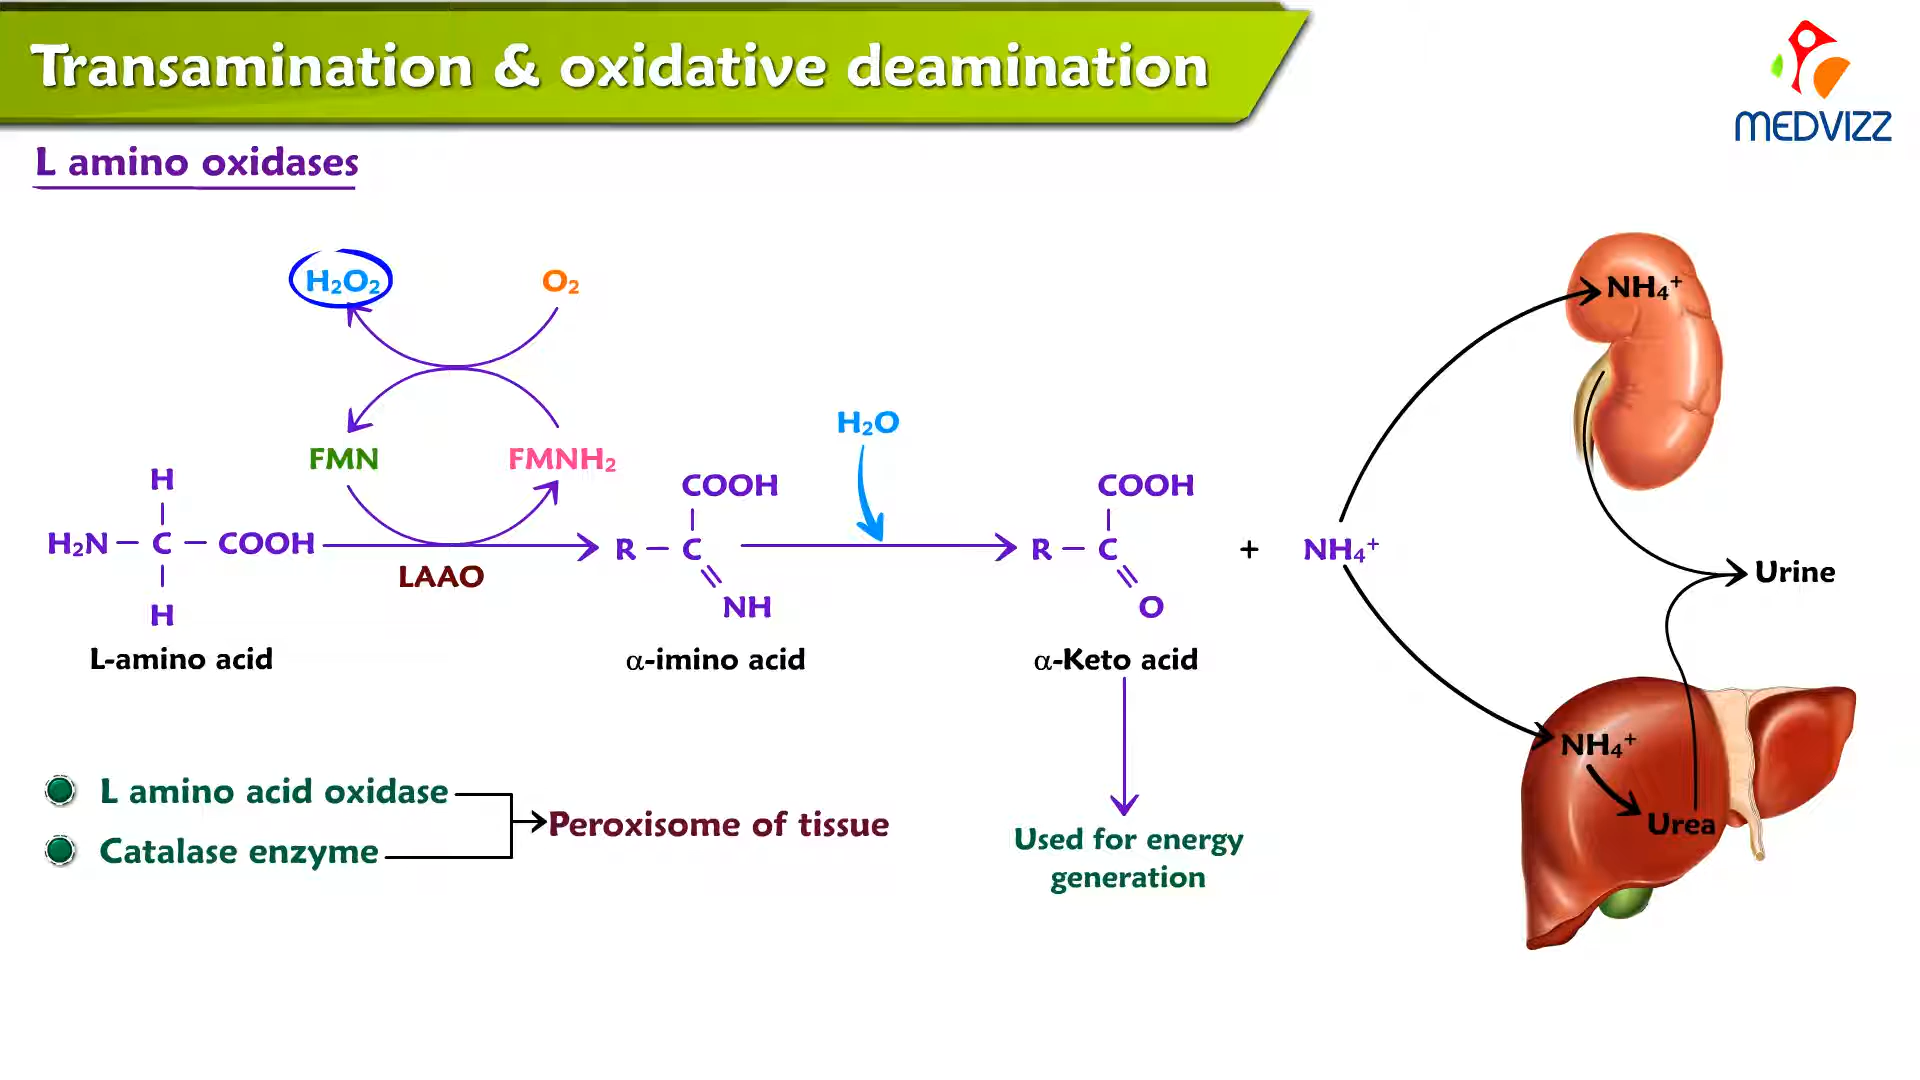 Transamination & oxidative deamination
MEDVIZZ
L amino oxidases
H₂O₂
O₂
NH₄⁺
H₂O
FMN
FMNH₂
H
H₂N – C – COOH
H
LAAO
COOH
R – C
NH
COOH
R – C
O
+
NH₄⁺
Urine
L-amino acid
α-imino acid
α-Keto acid
NH₄⁺
Urea
L amino acid oxidase
Catalase enzyme
Peroxisome of tissue
Used for energy
generation